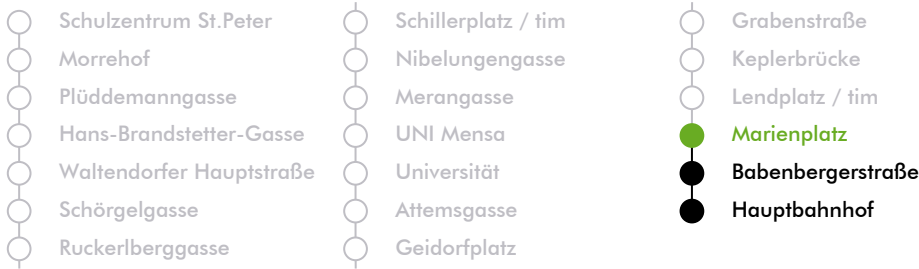 Schulzentrum St.Peter
Morrehof
Plüddemanngasse
Hans-Brandstetter-Gasse
Waltendorfer Hauptstraße
Schörgelgasse
Ruckerlberggasse
Schillerplatz / tim
Nibelungengasse
Merangasse
UNI Mensa
Universität
Attemsgasse
Geidorfplatz
Grabenstraße
Keplerbrücke
Lendplatz / tim
Marienplatz
Babenbergerstraße
Hauptbahnhof